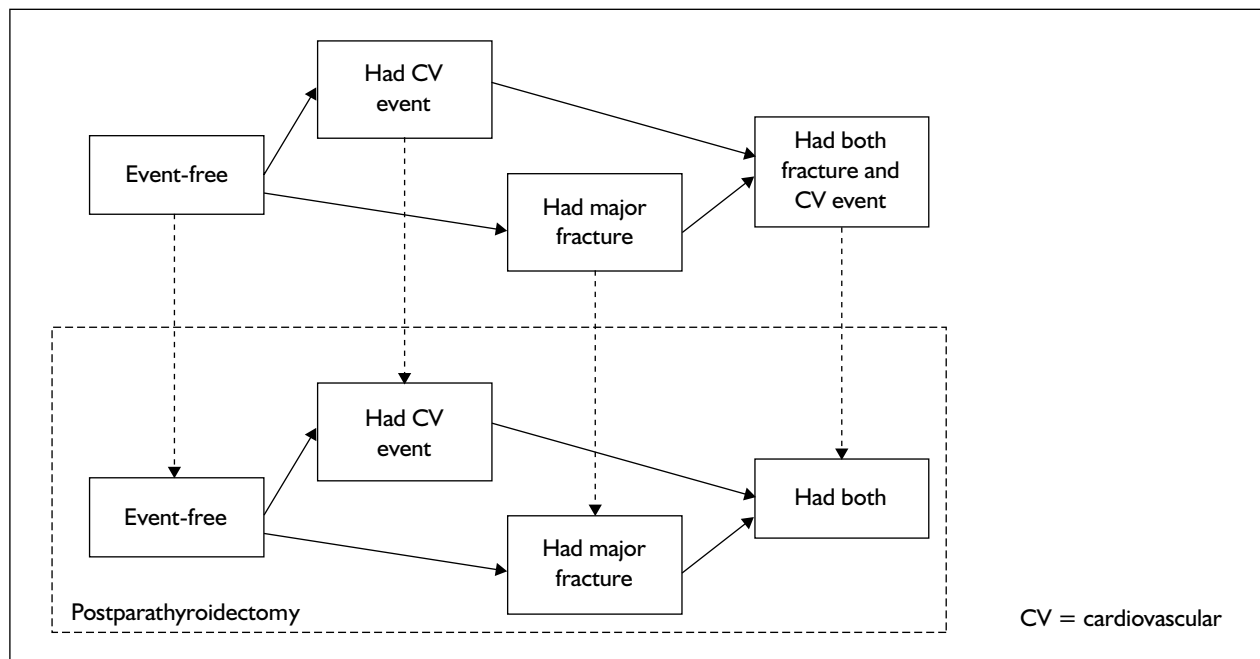 Had CV
event
Event-free
Had both
fracture and
CV event
Had major
fracture
Had CV
event
Event-free
Had both
Had major
fracture
Postparathyroidectomy
CV = cardiovascular